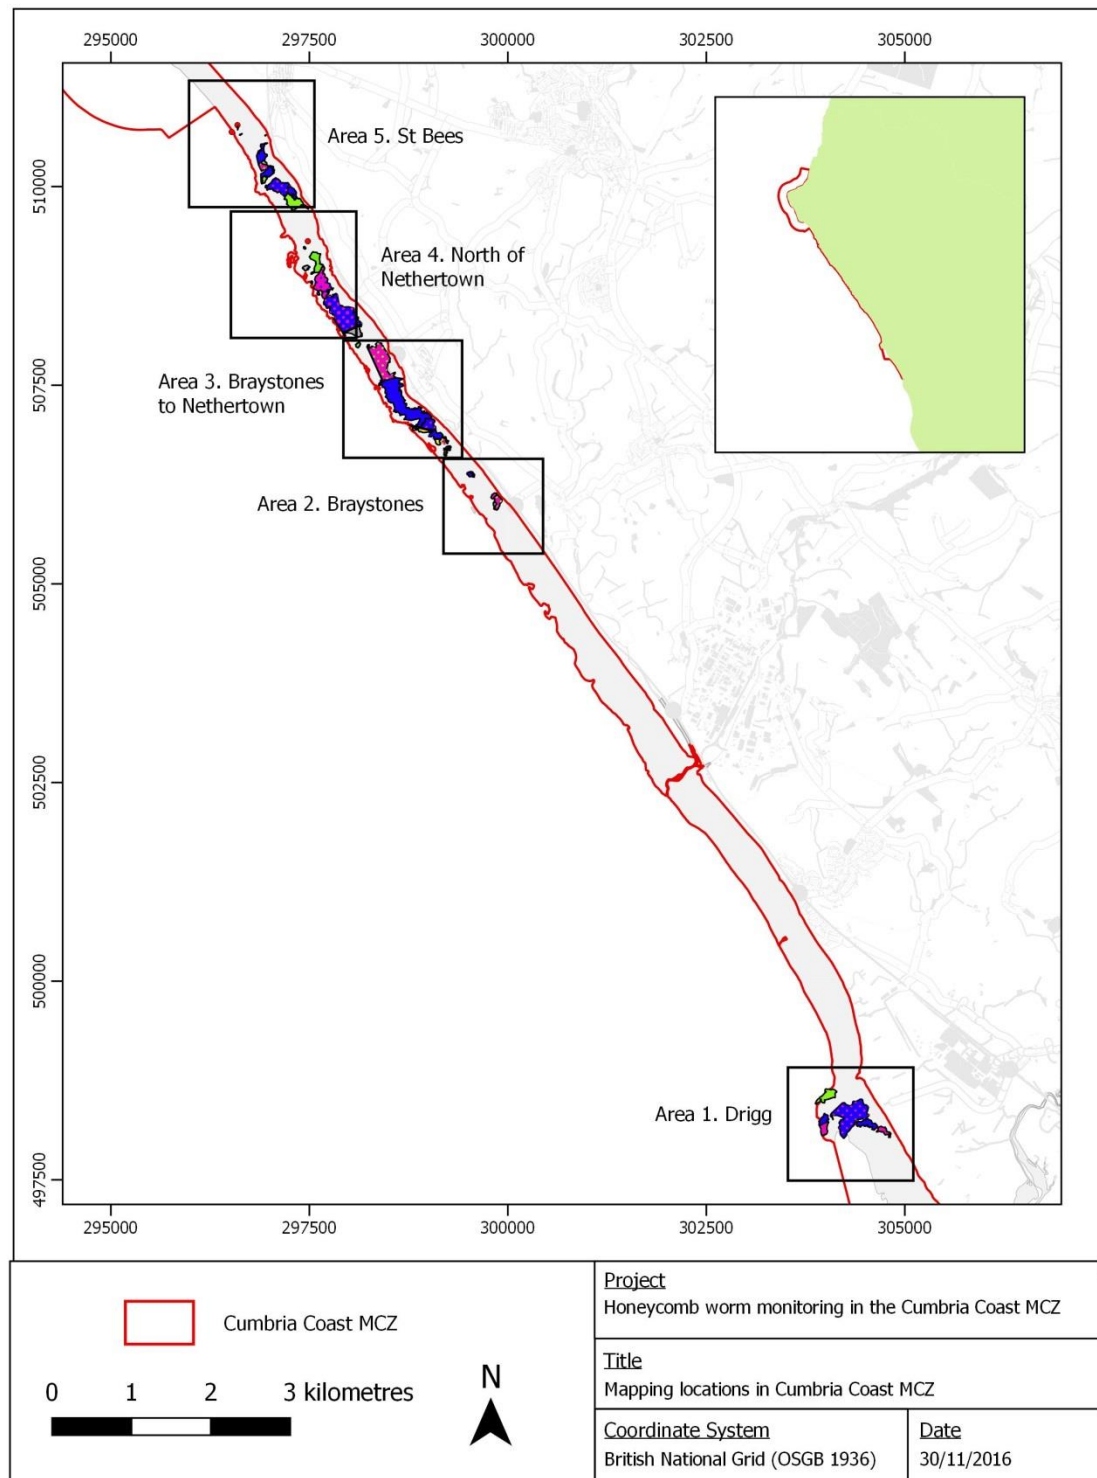 295000 297500 300000 302500 305000
510000
507500
505000
502500
500000
497500
Area 5. St Bees
Area 4. North of
Nethertown
Area 3. Braystones
to Nethertown
Area 2. Braystones
Area 1. Drigg
295000 297500 300000 302500 305000
Cumbria Coast MCZ
0 1 2 3 kilometres
N
Project
Honeycomb worm monitoring in the Cumbria Coast MCZ
Title
Mapping locations in Cumbria Coast MCZ
Coordinate System
British National Grid (OSGB 1936)
Date
30/11/2016